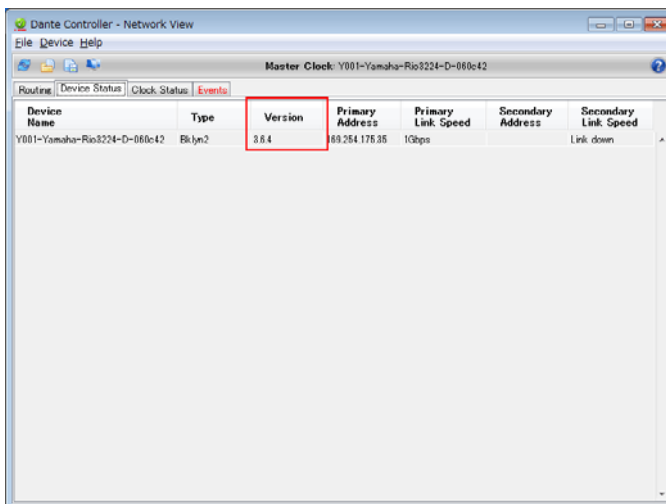 Dante Controller - Network View
File Device Help
Master Clock: Y001-Yamaha-Rio3224-D-060c42
Routing Device Status Clock Status Events
Device Name Type Version Primary Address Primary Link Speed Secondary Address Secondary Link Speed
Y001-Yamaha-Rio3224-D-060c42 Bklyn2 3.6.4 169.254.175.35 1Gbps Link down